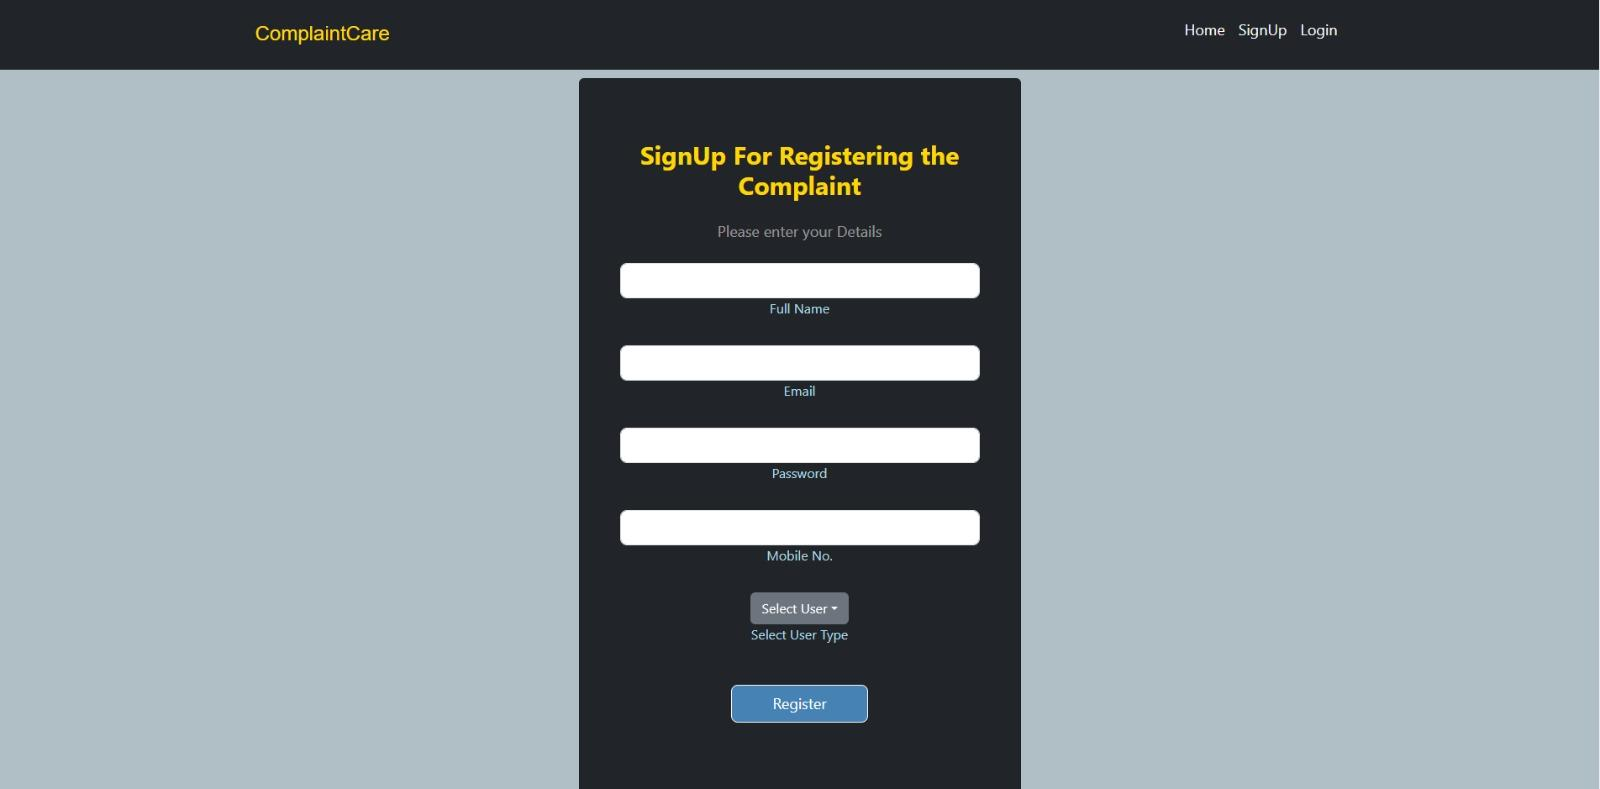 ComplaintCare
Home SignUp Login
SignUp For Registering the
Complaint
Please enter your Details
Full Name
Email
Password
Mobile No.
Select User
Select User Type
Register